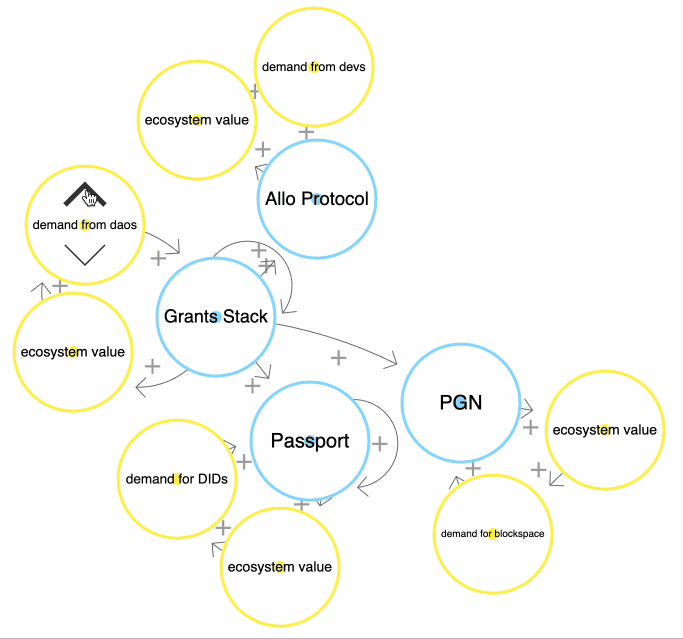 demand from devs
ecosystem value
+
+
+
Allo Protocol
demand from daos
+
+
+
+
Grants Stack
ecosystem value
+
+
+
PGN
Passport
+
+
ecosystem value
demand for DIDs
+
+
+
demand for blockspace
+
ecosystem value